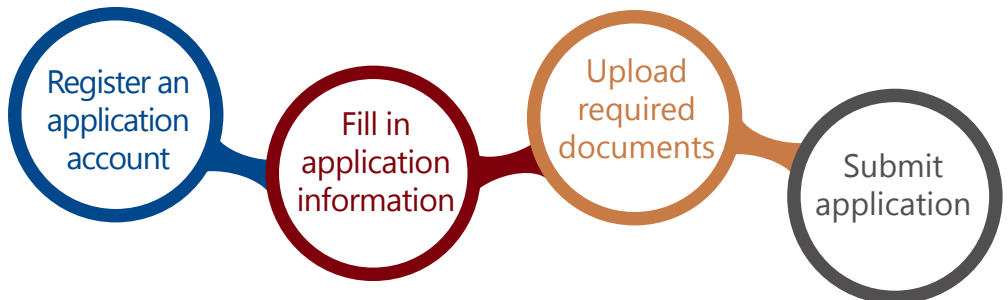 Register an
application
account
Fill in
application
information
Upload
required
documents
Submit
application